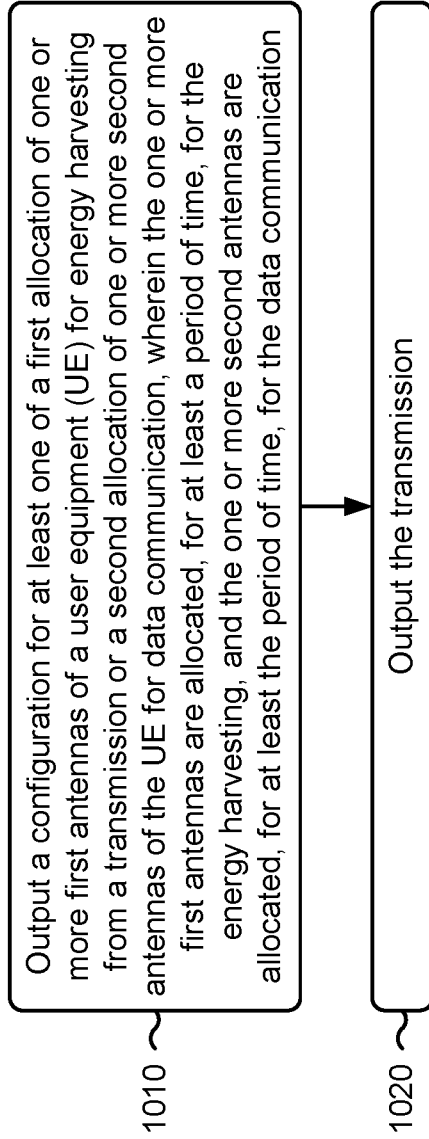 Output a configuration for at least one of a first allocation of one or
more first antennas of a user equipment (UE) for energy harvesting
from a transmission or a second allocation of one or more second
antennas of the UE for data communication, wherein the one or more
first antennas are allocated, for at least a period of time, for the
energy harvesting, and the one or more second antennas are
allocated, for at least the period of time, for the data communication
1010
Output the transmission
1020